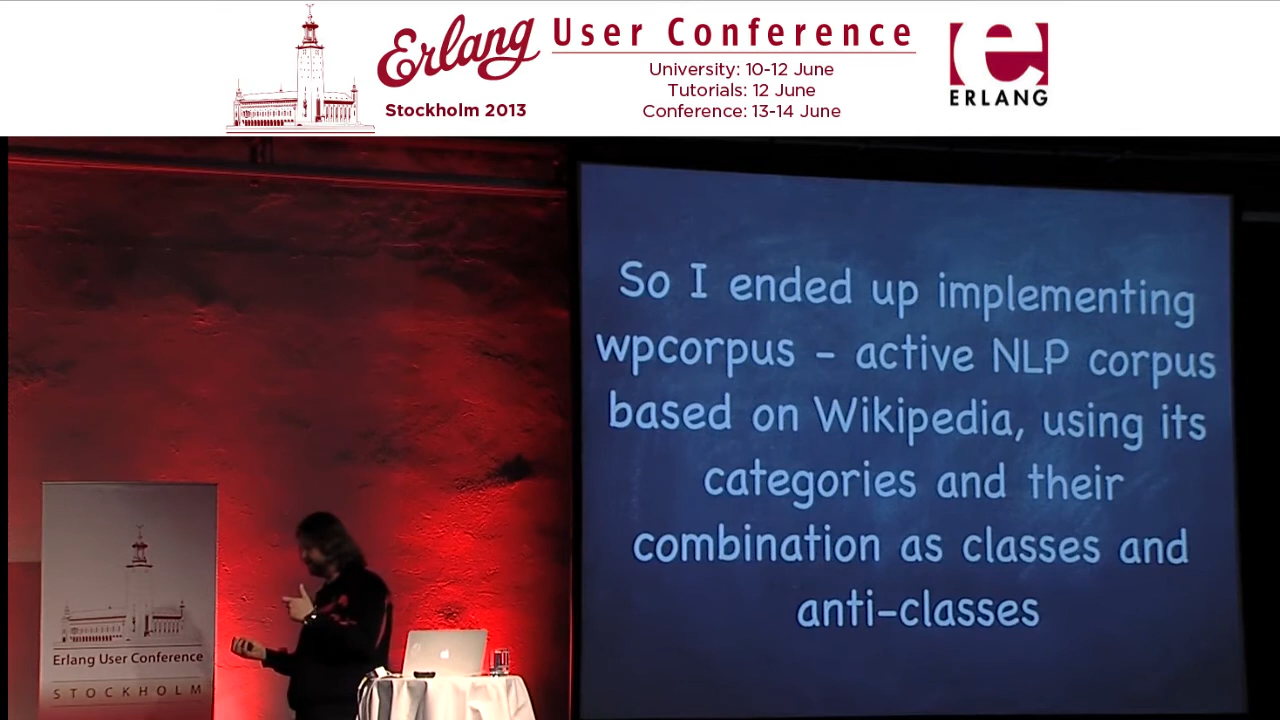 Erlang User Conference
Stockholm 2013
University: 10-12 June
Tutorials: 12 June
Conference: 13-14 June
e
ERLANG
So I ended up implementing
wpcorpus - active NLP corpus
based on Wikipedia, using its
categories and their
combination as classes and
anti-classes
Erlang User Conference
STOCKHOLM